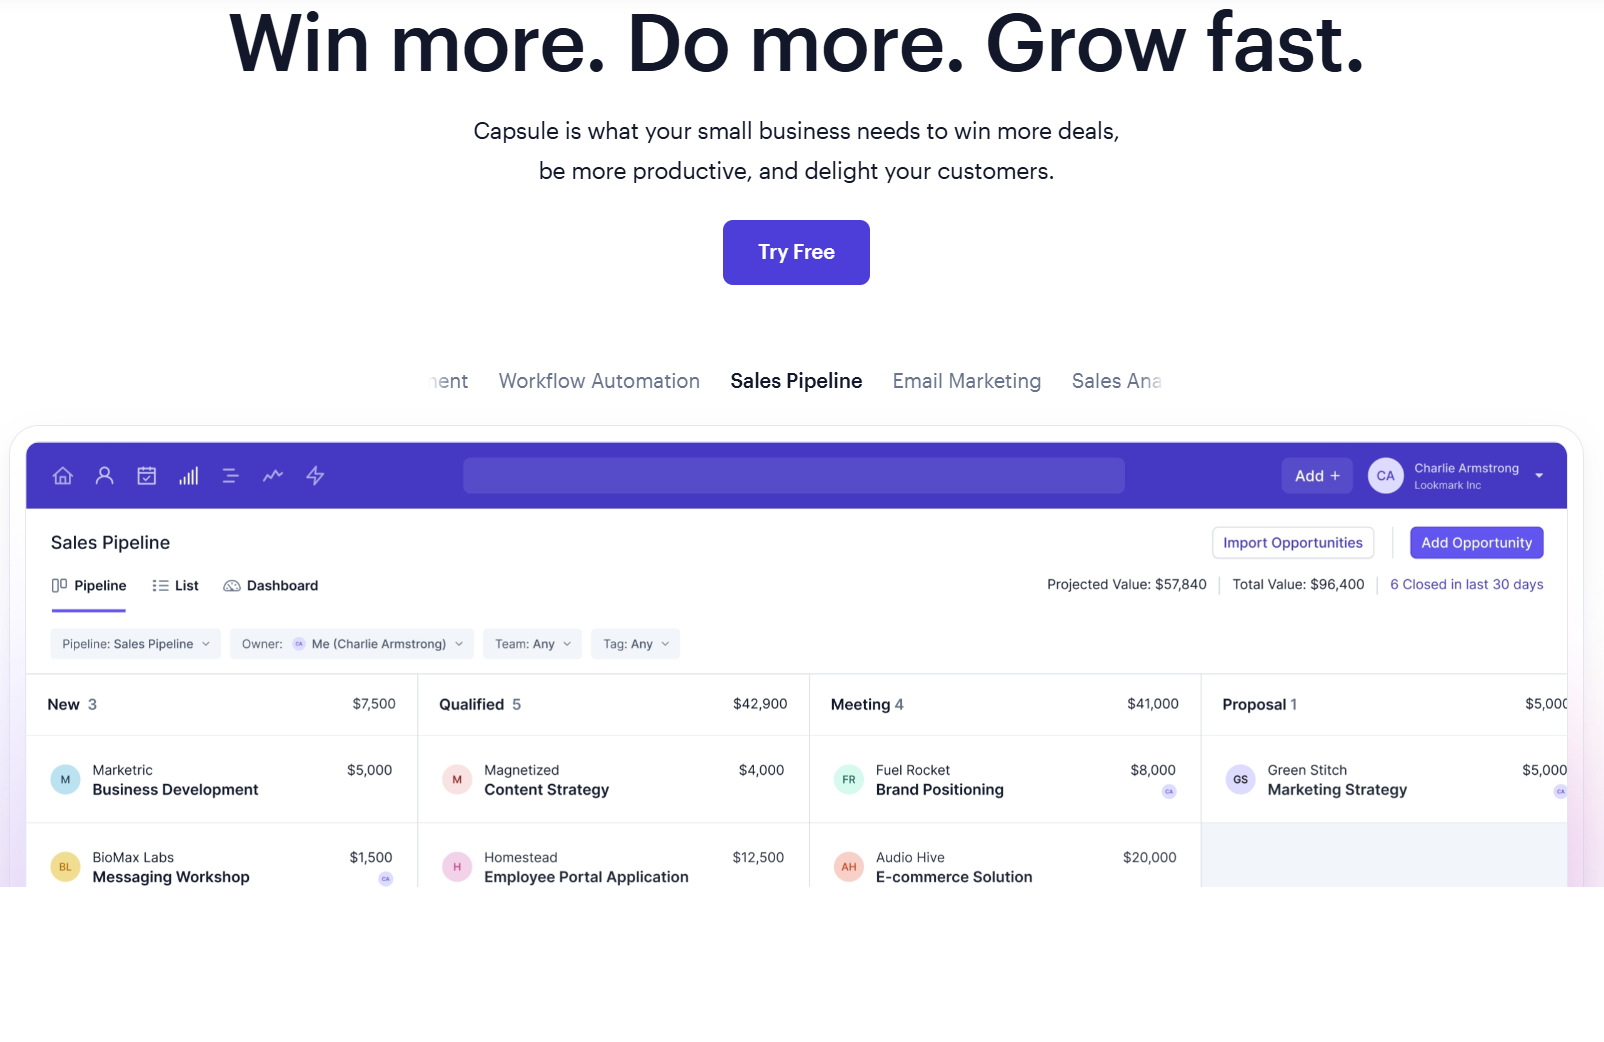 Win more. Do more. Grow fast.
Capsule is what your small business needs to win more deals,
be more productive, and delight your customers.
Try Free
Workflow Automation Sales Pipeline Email Marketing Sales
Add +
CA
Charlie Armstrong
Lookmark Inc
Sales Pipeline
Import Opportunities
Add Opportunity
Pipeline
List
Dashboard
Projected Value: $57,840
Total Value: $96,400
6 Closed in last 30 days
Pipeline: Sales Pipeline
Owner: CA Me (Charlie Armstrong)
Team: Any
Tag: Any
New 3 $7,500
Qualified 5 $42,900
Meeting 4 $41,000
Proposal 1 $5,000
M
Marketric $5,000
Business Development
M
Magnetized $4,000
Content Strategy
FR
Fuel Rocket $8,000
Brand Positioning CA
GS
Green Stitch $5,000
Marketing Strategy CA
BL
BioMax Labs $1,500
Messaging Workshop CA
H
Homestead $12,500
Employee Portal Application
AH
Audio Hive $20,000
E-commerce Solution